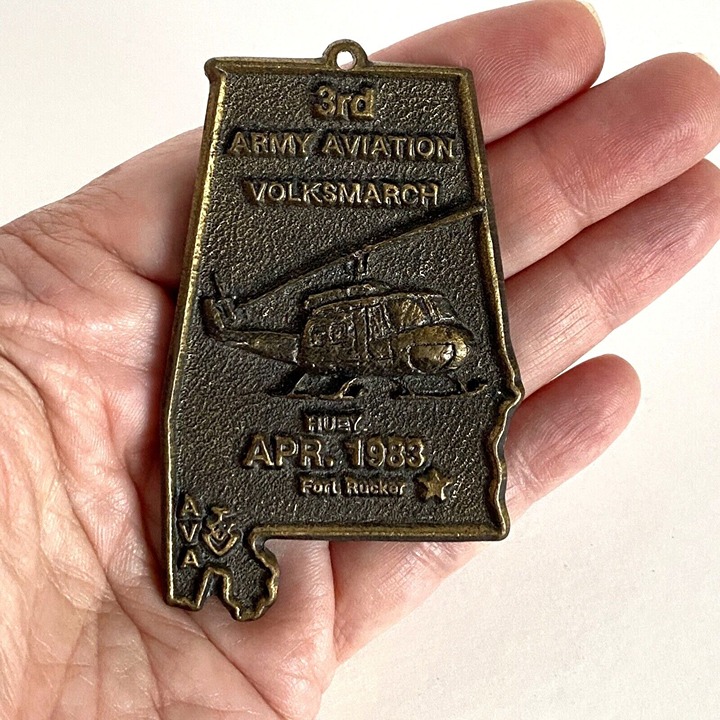 3rd
ARMY AVIATION
VOLKSMARCH
HUEY
APR. 1983
Fort Rucker
A
V
A